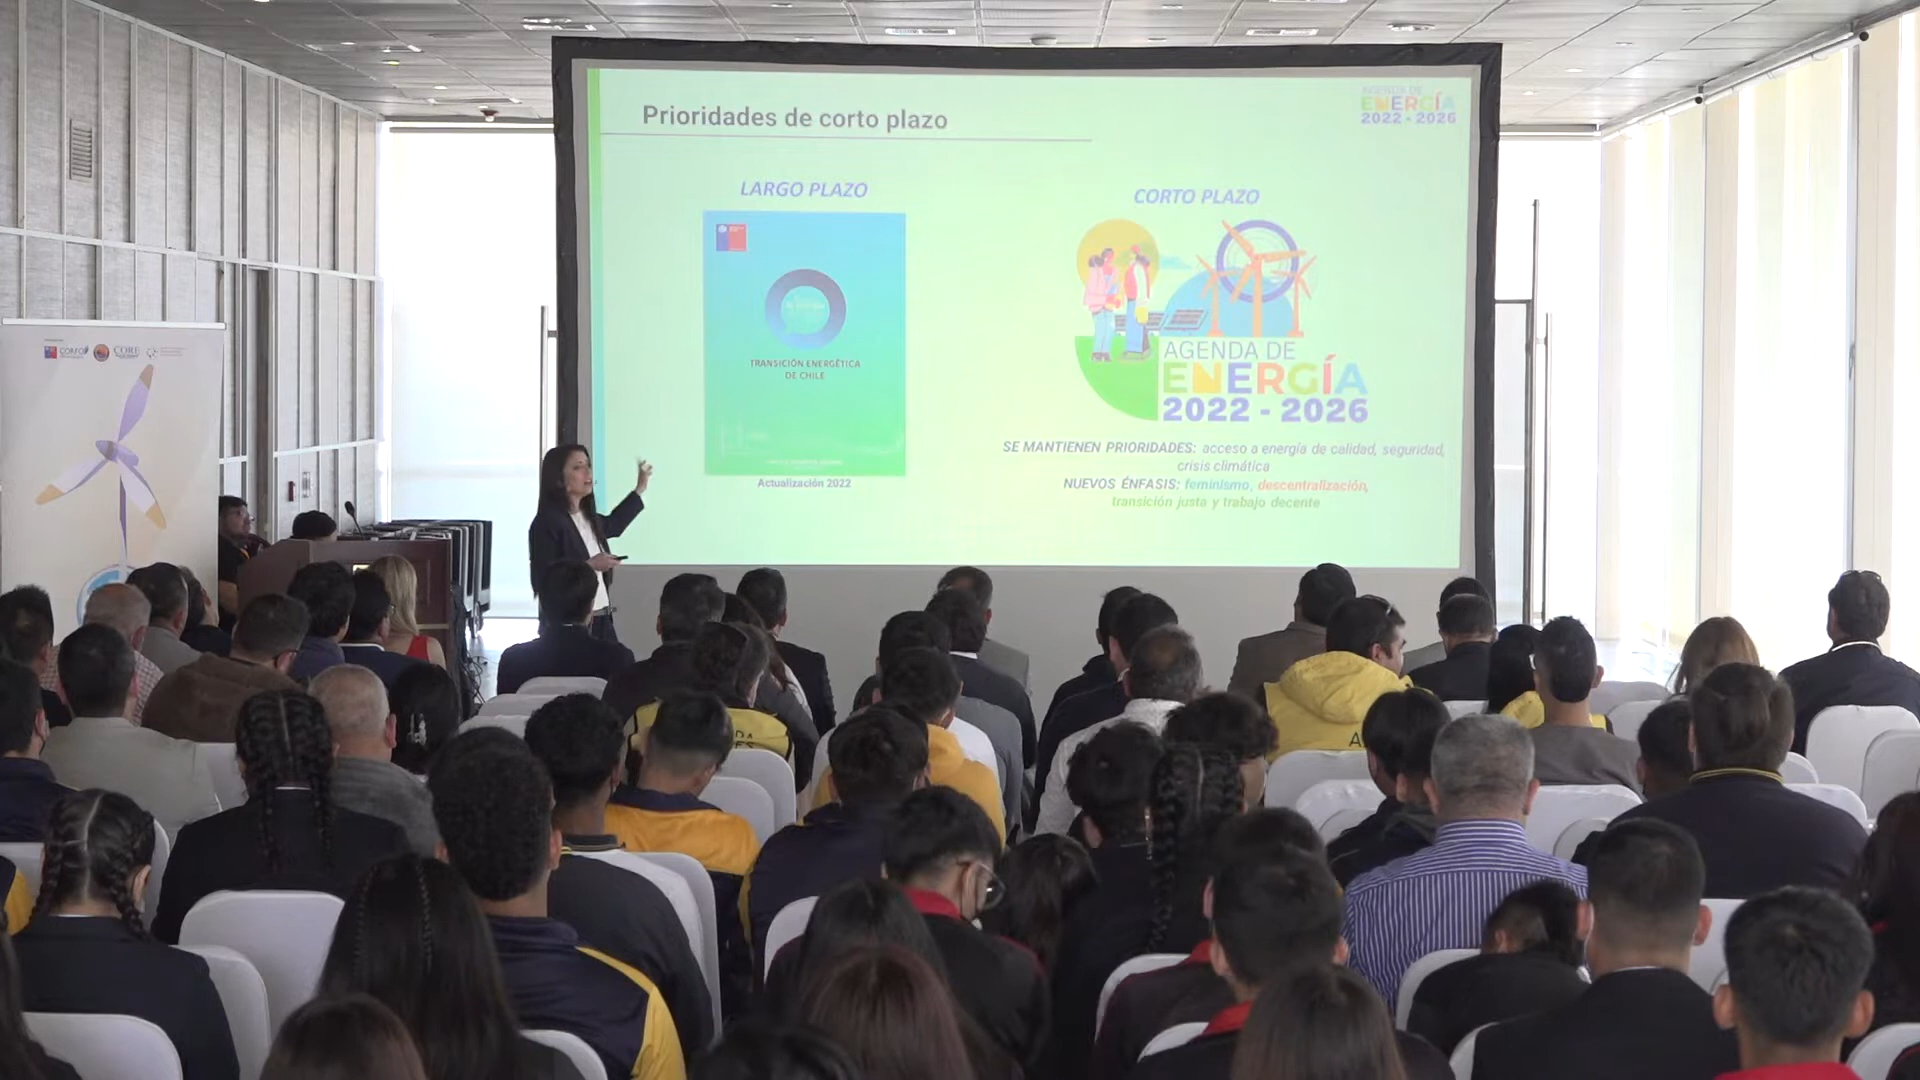 Prioridades de corto plazo
AGENDA DE
ENERGÍA
2022 - 2026
LARGO PLAZO
TRANSICIÓN ENERGÉTICA
DE CHILE
Actualización 2022
CORTO PLAZO
AGENDA DE
ENERGÍA
2022 - 2026
SE MANTIENEN PRIORIDADES: acceso a energía de calidad, seguridad,
crisis climática
NUEVOS ÉNFASIS: feminismo, descentralización,
transición justa y trabajo decente
CORFO
CORE